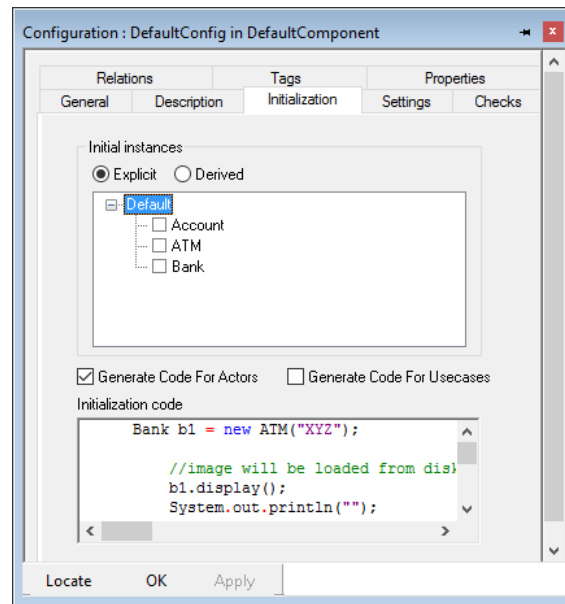 Configuration : DefaultConfig in DefaultComponent
Relations Tags Properties
General Description Initialization Settings Checks
Initial instances
Explicit Derived
Default
Account
ATM
Bank
Generate Code For Actors Generate Code For Usecases
Initialization code
Bank b1 = new ATM("XYZ");
//image will be loaded from disk
b1.display();
System.out.println("");
Locate OK Apply